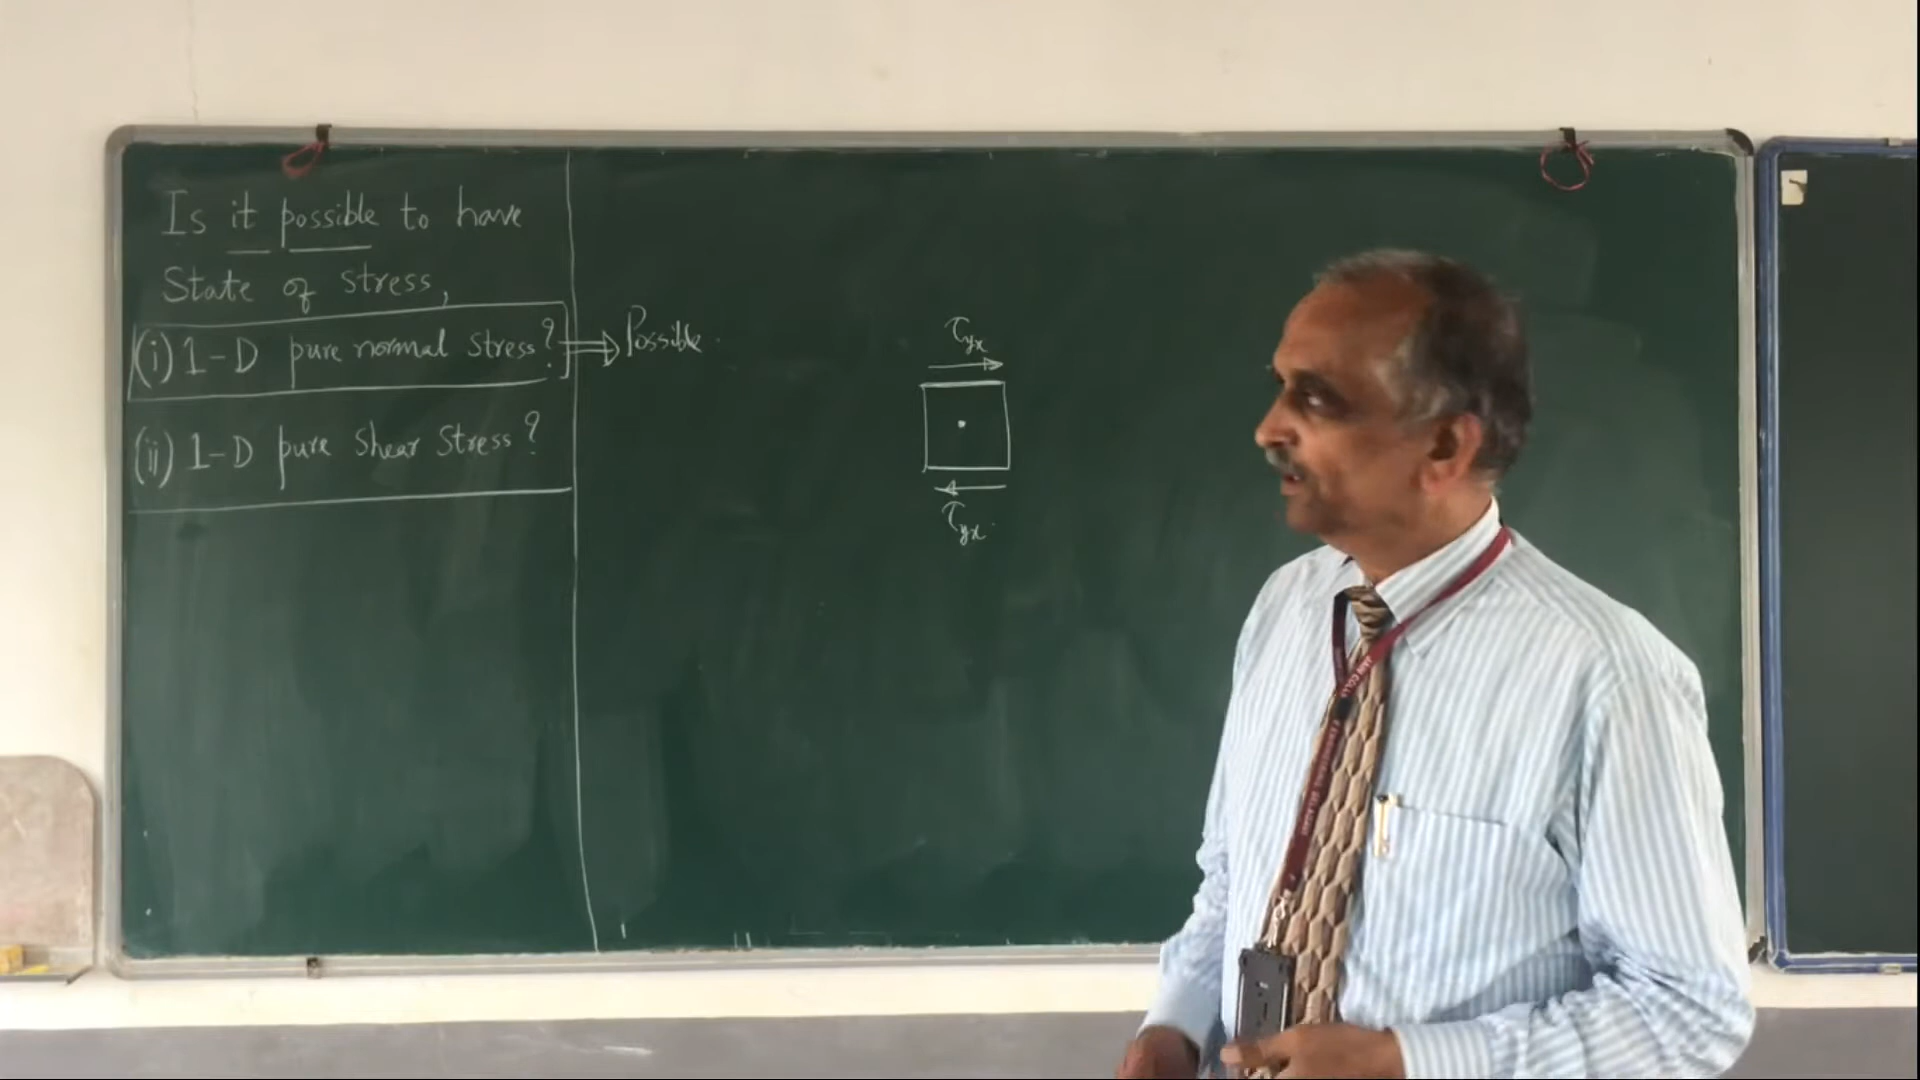 Is it possible to have
State of stress,
(i) 1-D pure normal stress? ⇒ Possible.
(ii) 1-D pure Shear Stress?
τyx
τyx